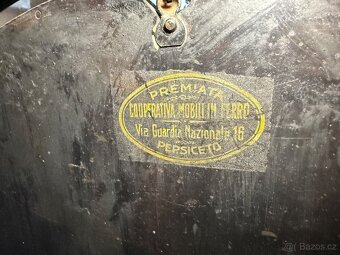 PREMIATA
COOPERATIVA MOBILI IN FERRO
Via Guardia Nazionale 16
PERSICETO
Bazos.cz